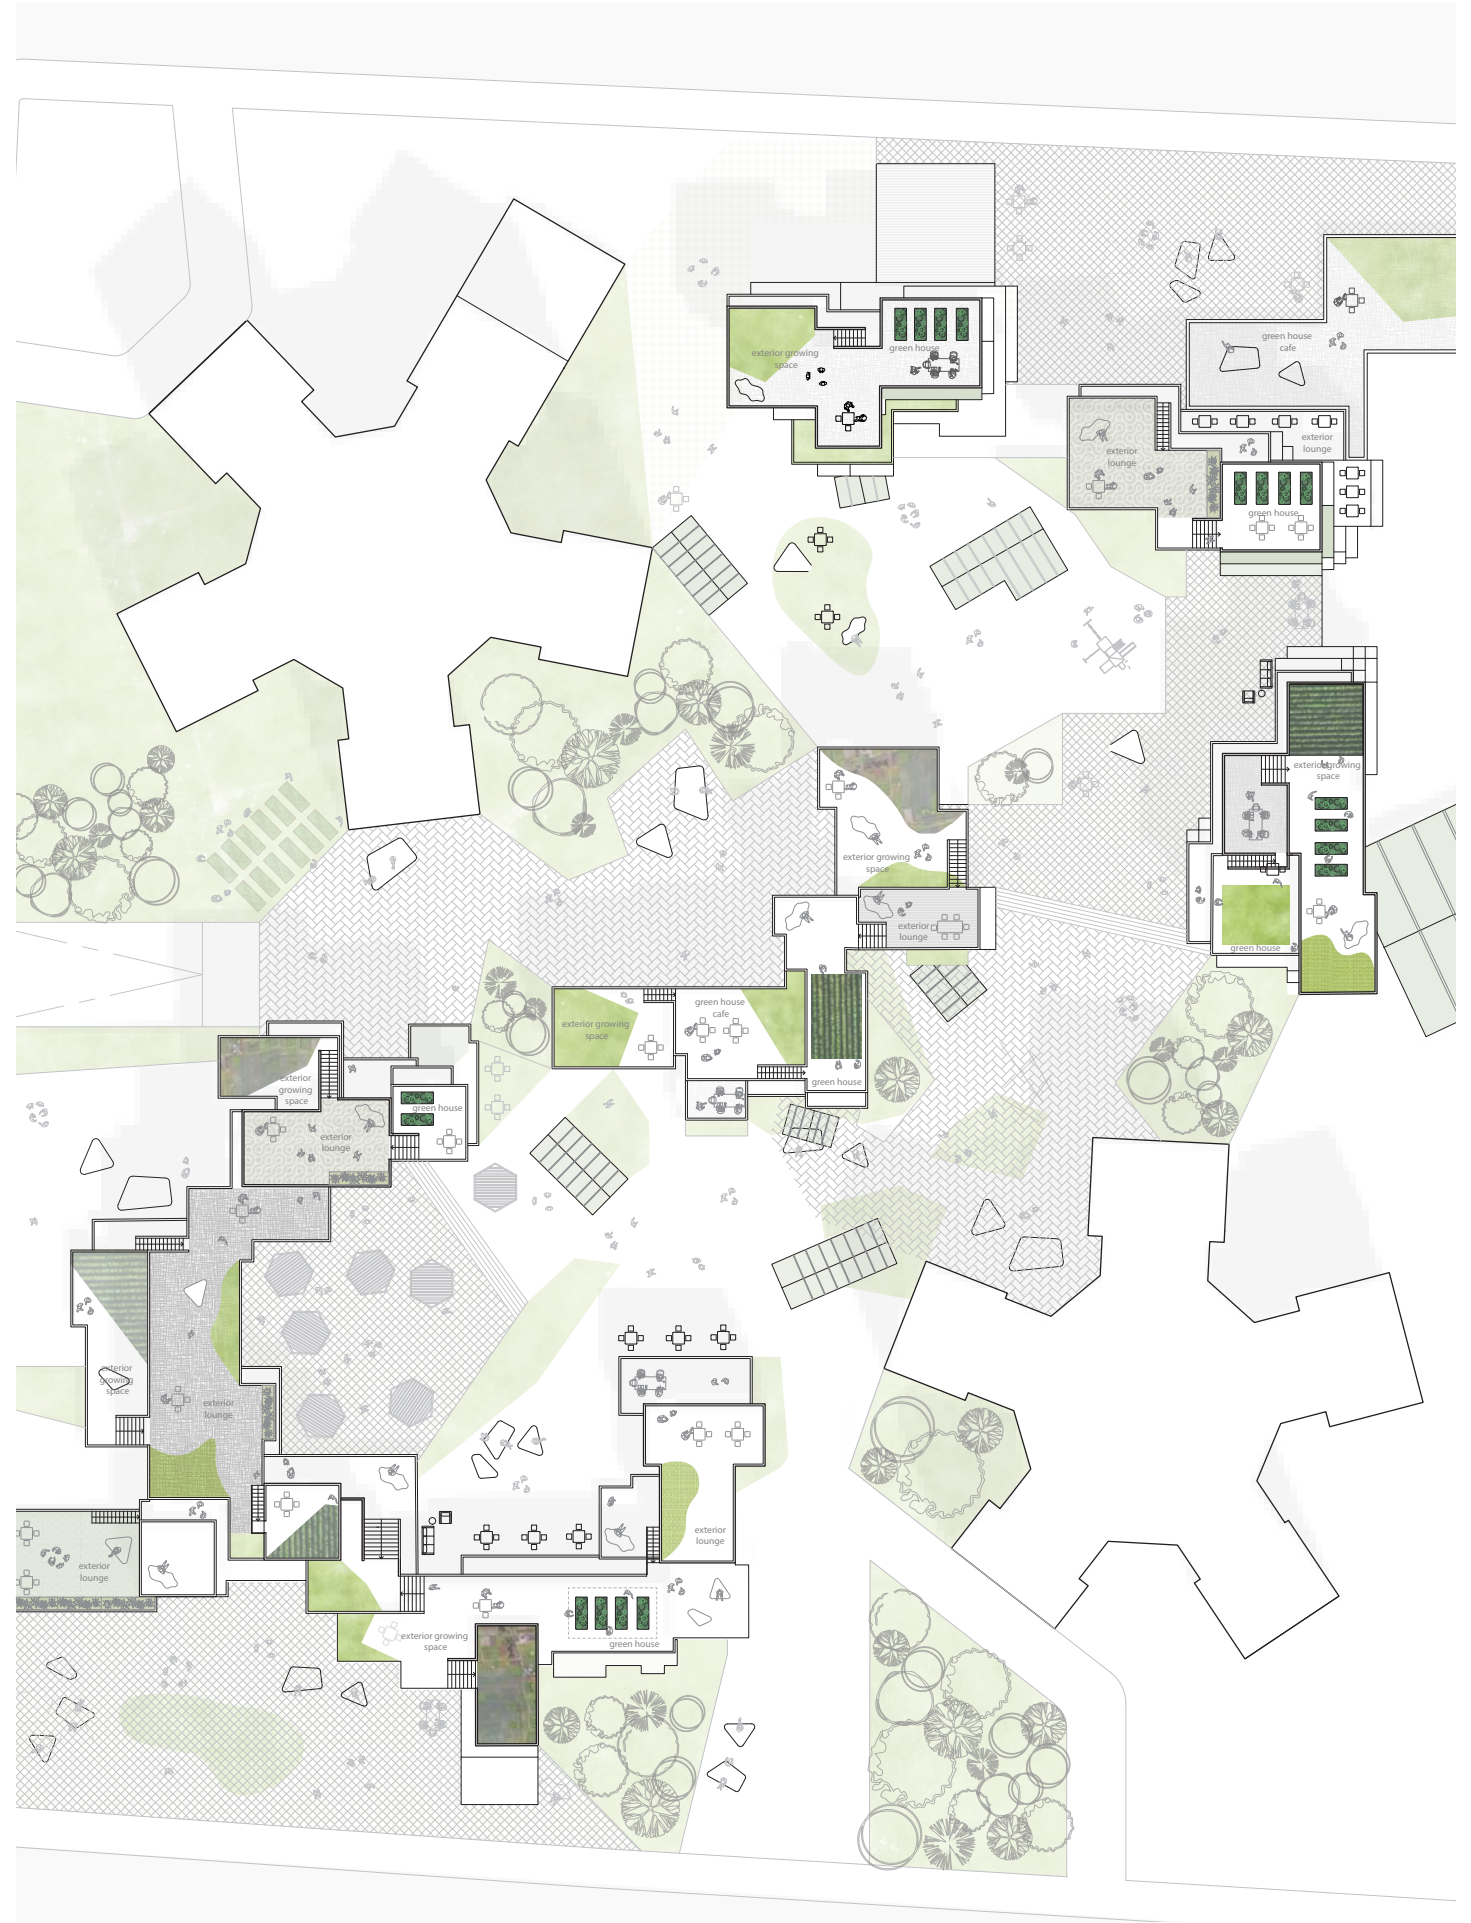 green house
cafe
green house
exterior growing
space
exterior
lounge
exterior
lounge
green house
exterior growing
space
exterior growing
space
exterior
lounge
green house
green house
cafe
exterior growing
space
green house
exterior
growing
space
green house
exterior
lounge
exterior
growing
space
exterior
lounge
exterior
lounge
exterior
lounge
exterior growing
space
green house